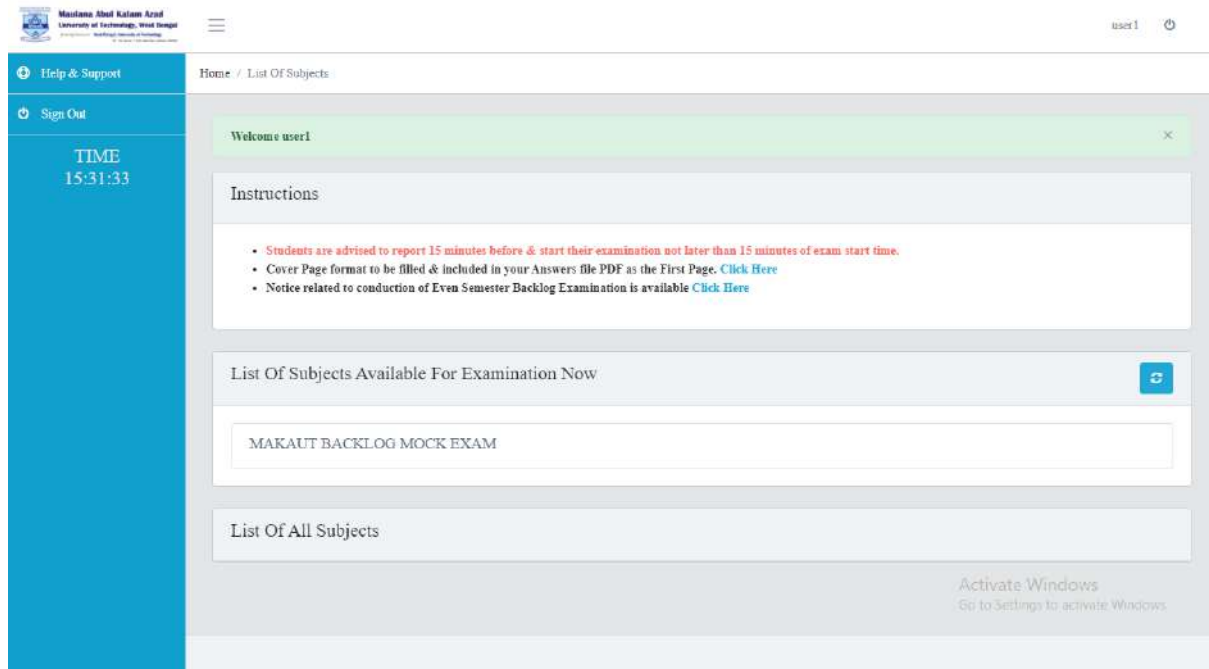 Maulana Abul Kalam Azad
University of Technology, West Bengal
user1
Help & Support
Sign Out
TIME
15:31:33
Home / List Of Subjects
Welcome user1
×
Instructions
• Students are advised to report 15 minutes before & start their examination not later than 15 minutes of exam start time.
• Cover Page format to be filled & included in your Answers file PDF as the First Page. Click Here
• Notice related to conduction of Even Semester Backlog Examination is available Click Here
List Of Subjects Available For Examination Now
MAKAUT BACKLOG MOCK EXAM
List Of All Subjects
Activate Windows
Go to Settings to activate Windows.